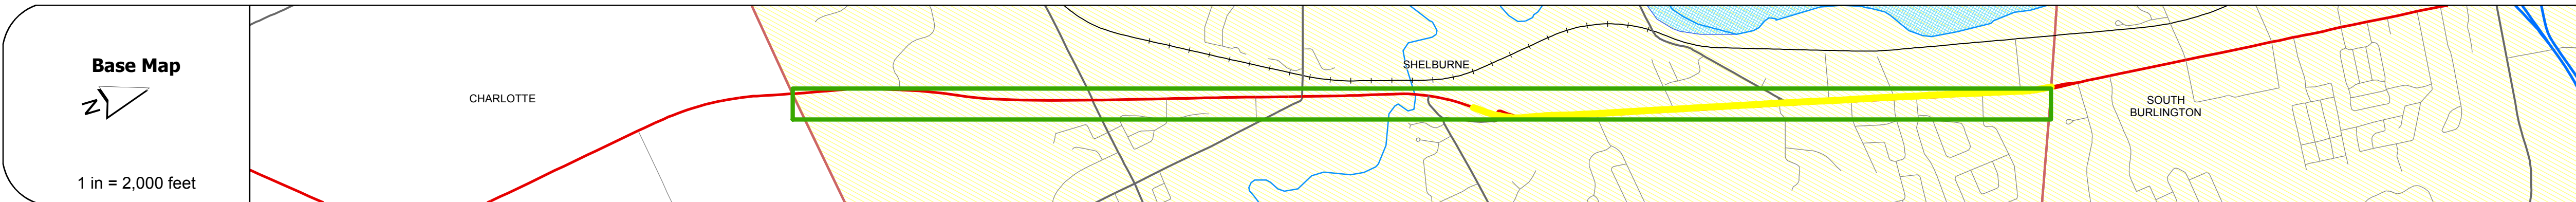 Base Map
N
1 in = 2,000 feet
CHARLOTTE
SHELBURNE
SOUTH
BURLINGTON